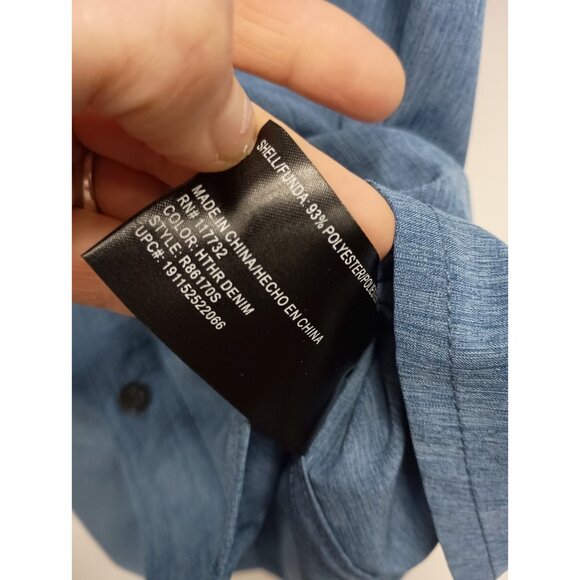 SHELL/FUNDA: 93% POLYESTER
MADE IN CHINA/HECHO EN CHINA
RN# 117732
COLOR: HTHR DENIM
STYLE: R86170S
UPC#: 191152522066